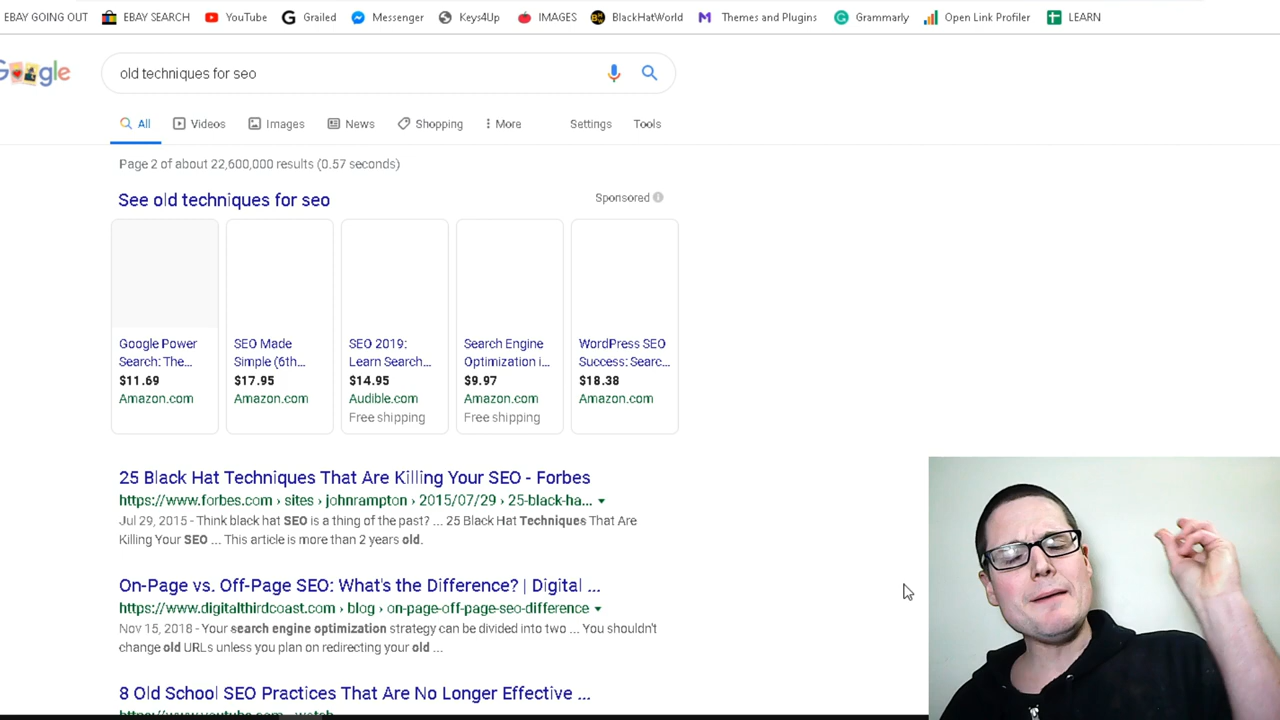 EBAY GOING OUT EBAY SEARCH YouTube Grailed Messenger Keys4Up IMAGES BlackHatWorld Themes and Plugins Grammarly Open Link Profiler LEARN
Google old techniques for seo
All Videos Images News Shopping More Settings Tools
Page 2 of about 22,600,000 results (0.57 seconds)
See old techniques for seo Sponsored
Google Power SEO Made SEO 2019: Search Engine WordPress SEO
Search: The... Simple (6th... Learn Search... Optimization i... Success: Searc...
$11.69 $17.95 $14.95 $9.97 $18.38
Amazon.com Amazon.com Audible.com Amazon.com Amazon.com
Free shipping Free shipping
25 Black Hat Techniques That Are Killing Your SEO - Forbes
https://www.forbes.com › sites › johnrampton › 2015/07/29 › 25-black-ha...
Jul 29, 2015 - Think black hat SEO is a thing of the past? ... 25 Black Hat Techniques That Are
Killing Your SEO ... This article is more than 2 years old.
On-Page vs. Off-Page SEO: What's the Difference? | Digital ...
https://www.digitalthirdcoast.com › blog › on-page-off-page-seo-difference
Nov 15, 2018 - Your search engine optimization strategy can be divided into two ... You shouldn't
change old URLs unless you plan on redirecting your old ...
8 Old School SEO Practices That Are No Longer Effective ...
https://www.youtube.com › watch